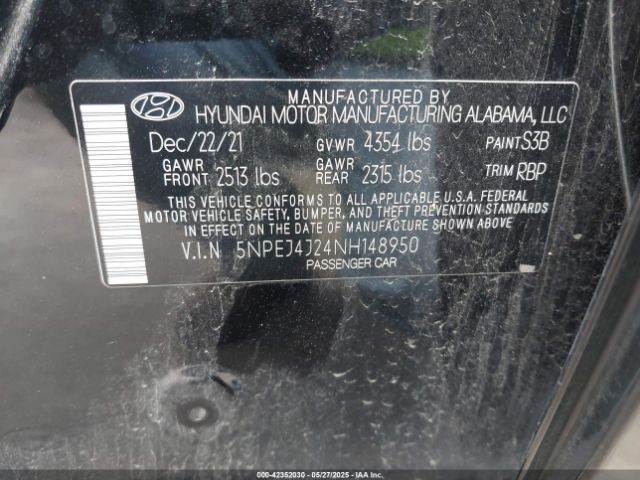 MANUFACTURED BY
HYUNDAI MOTOR MANUFACTURING ALABAMA, LLC
Dec/22/21 GVWR 4354 lbs PAINT S3B
GAWR FRONT 2513 lbs GAWR REAR 2315 lbs TRIM RBP
THIS VEHICLE CONFORMS TO ALL APPLICABLE U.S.A. FEDERAL
MOTOR VEHICLE SAFETY, BUMPER, AND THEFT PREVENTION STANDARDS
IN EFFECT ON THE DATE OF MANUFACTURE SHOWN ABOVE
V.I.N 5NPEJ4J24NH148950
PASSENGER CAR
000-42352030 - 05/27/2025 - IAAI.COM